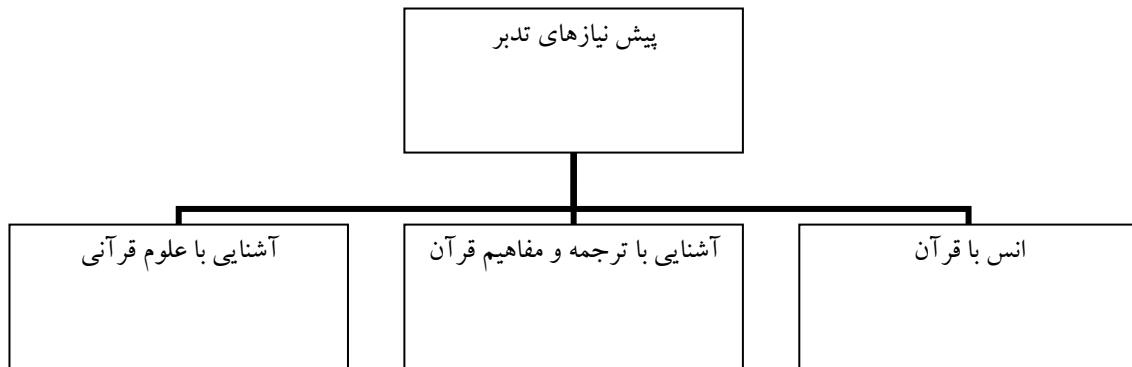 پیش نیازهای تدبر
انس با قرآن
آشنایی با ترجمه و مفاهیم قرآن
آشنایی با علوم قرآنی